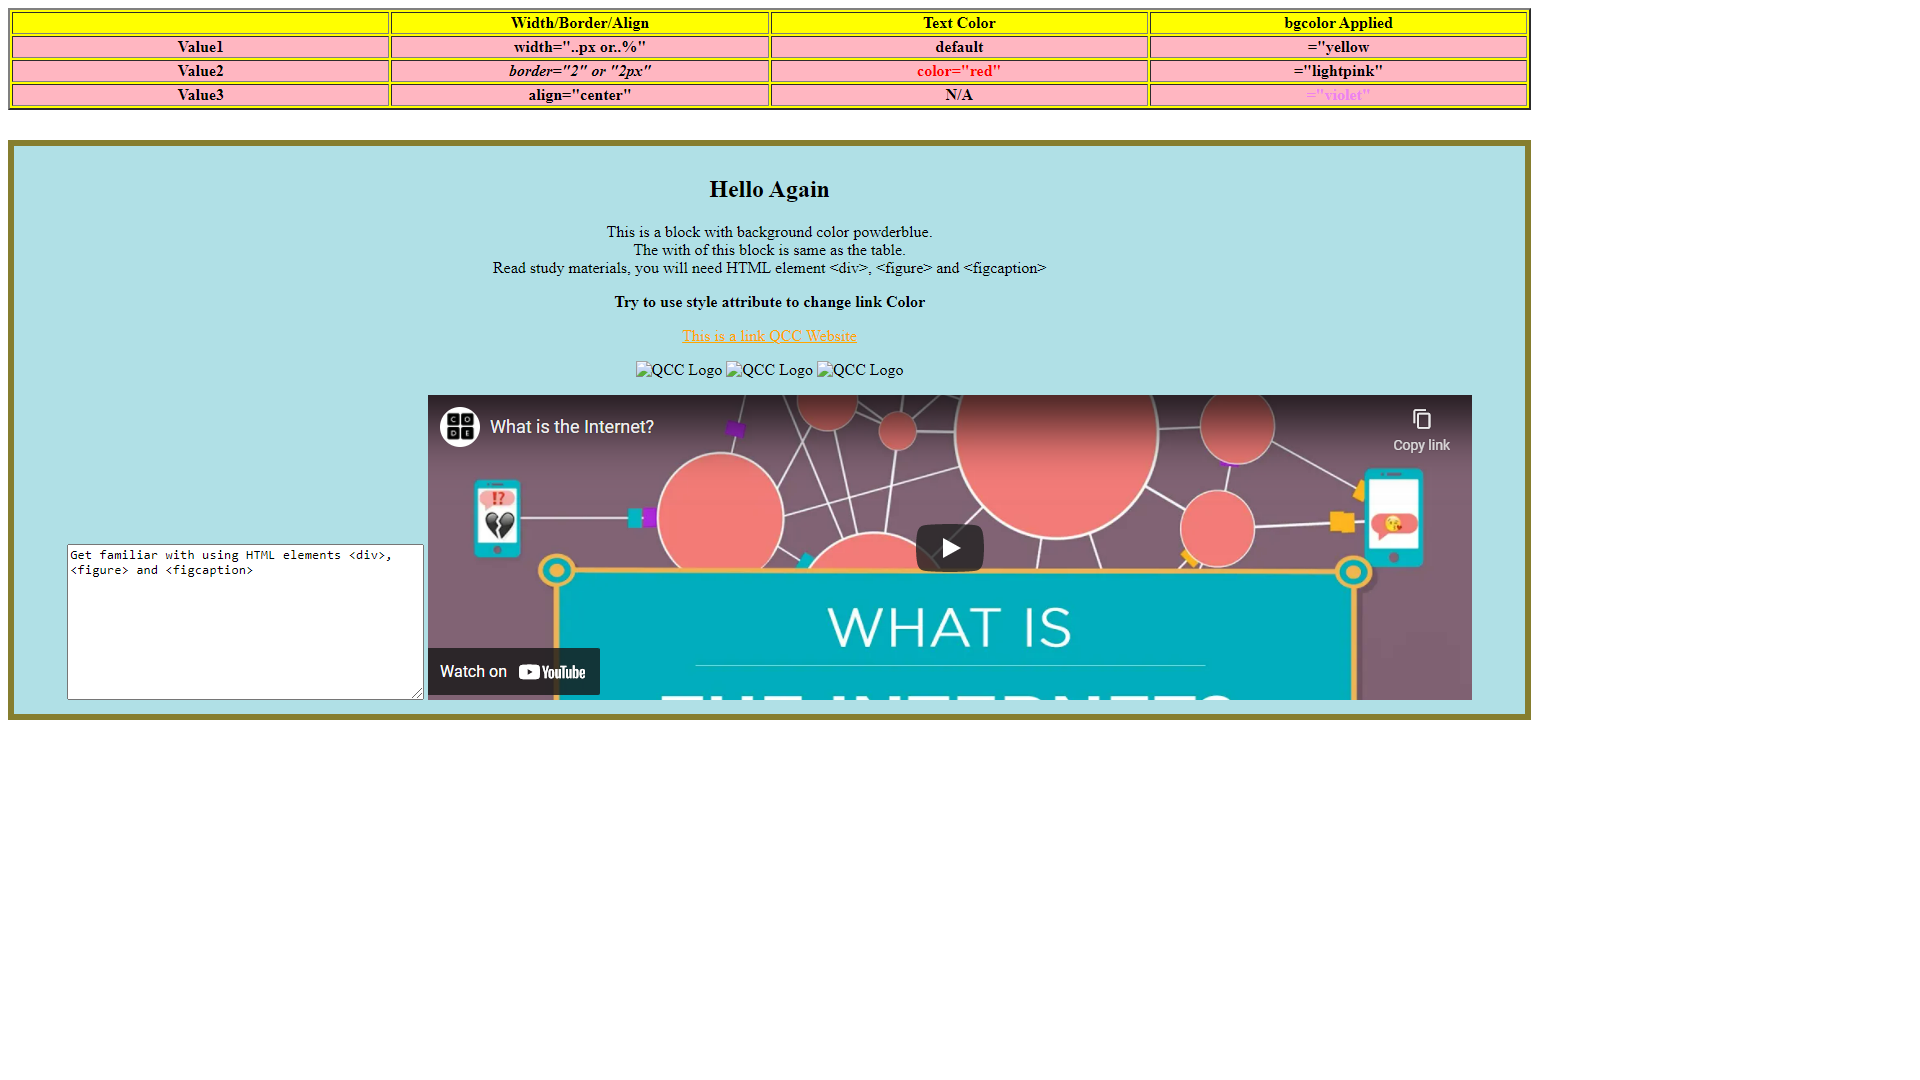 Width/Border/Align Text Color bgcolor Applied
Value1 width="..px or..%" default ="yellow
Value2 border="2" or "2px" color="red" ="lightpink"
Value3 align="center" N/A ="violet"
Hello Again
This is a block with background color powderblue.
The with of this block is same as the table.
Read study materials, you will need HTML element <div>, <figure> and <figcaption>
Try to use style attribute to change link Color
This is a link QCC Website
QCC Logo QCC Logo QCC Logo
CODE What is the Internet?
Copy link
!?
Get familiar with using HTML elements <div>,
<figure> and <figcaption>
WHAT IS
THE INTERNET?
Watch on YouTube